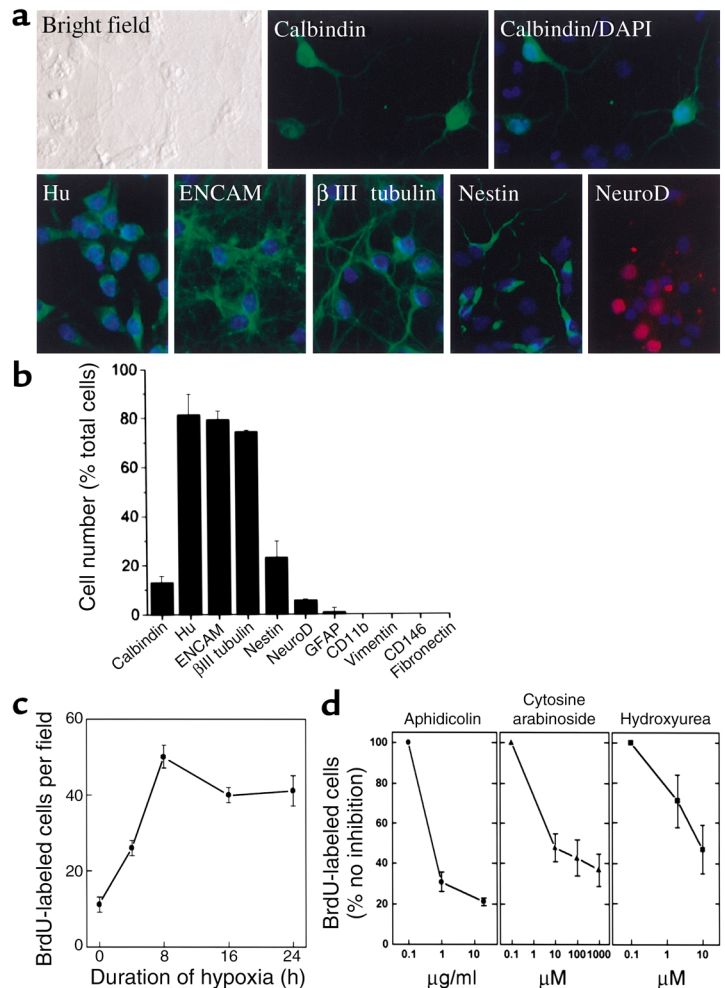 a
Bright field
Calbindin
Calbindin/DAPI
Hu
ENCAM
β III tubulin
Nestin
NeuroD
b
Cell number (% total cells)
100
80
60
40
20
0
Calbindin
Hu
ENCAM
βIII tubulin
Nestin
NeuroD
GFAP
CD11b
Vimentin
CD146
Fibronectin
c
BrdU-labeled cells per field
60
40
20
0
0 8 16 24
Duration of hypoxia (h)
d
Aphidicolin
Cytosine
arabinoside
Hydroxyurea
BrdU-labeled cells
(% no inhibition)
100
80
60
40
20
0
0.1 1 10
μg/ml
0.1 1 10 100 1000
μM
0.1 1 10
μM